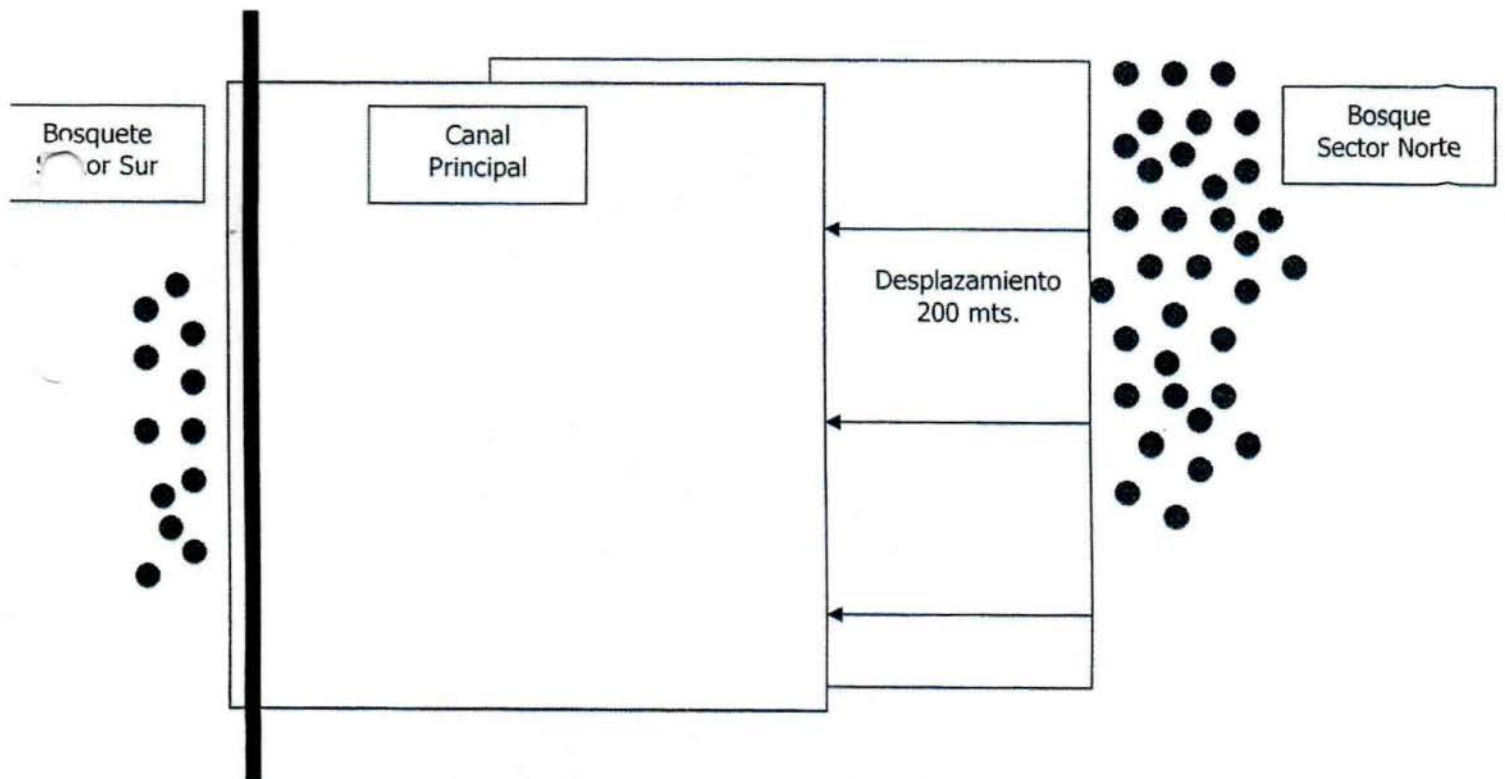 Bosquete
or Sur
Canal
Principal
Desplazamiento
200 mts.
Bosque
Sector Norte